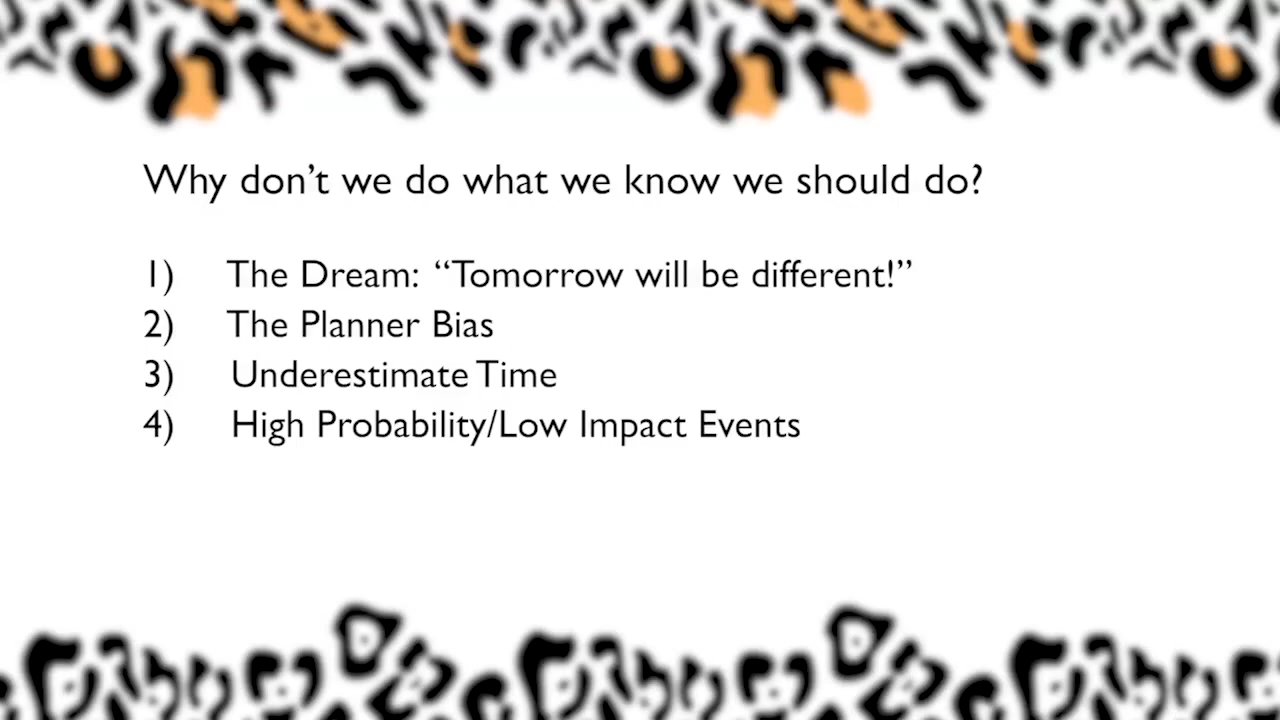 Why don’t we do what we know we should do?
1) The Dream: “Tomorrow will be different!”
2) The Planner Bias
3) Underestimate Time
4) High Probability/Low Impact Events